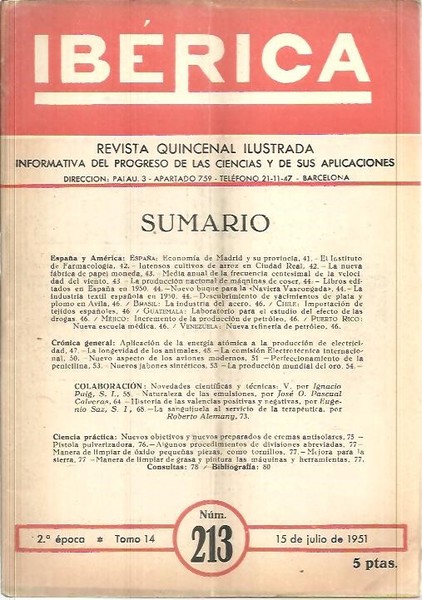 IBÉRICA
REVISTA QUINCENAL ILUSTRADA
INFORMATIVA DEL PROGRESO DE LAS CIENCIAS Y DE SUS APLICACIONES
DIRECCION: PALAU. 3 - APARTADO 759 - TELÉFONO 21-11-47 - BARCELONA
SUMARIO
España y América: ESPAÑA: Economía de Madrid y su provincia, 41. - El Instituto
de Farmacología, 42. - Intensos cultivos de arroz en Ciudad Real, 42. - La nueva
fábrica de papel moneda, 43. - Media anual de la frecuencia centesimal de la veloci
dad del viento, 43 - La producción nacional de máquinas de coser, 44. - Libros edi-
tados en España en 1950, 44. - Nuevo buque para la «Naviera Vascongada», 44. - La
industria textil española en 1950, 44. - Descubrimiento de yacimientos de plata y
plomo en Avila, 46. / BRASIL: La industria del acero, 46. / CHILE: Importación de
tejidos españoles, 46 / GUATEMALA: Laboratorio para el estudio del efecto de las
drogas, 46. / MÉJICO: Incremento de la producción de petróleo, 46. / PUERTO RICO:
Nueva escuela médica, 46. / VENEZUELA: Nueva refinería de petróleo, 46.
Crónica general: Aplicación de la energía atómica a la producción de electrici-
dad, 47. - La longevidad de los animales, 48 - La comisión Electrotécnica internacio-
nal, 50. - Nuevo aspecto de los aviones modernos, 51 - Perfeccionamiento de la
penicilina, 53. - Nuevos jabones sintéticos, 53 - La producción mundial del oro, 54. -
COLABORACIÓN: Novedades científicas y técnicas: V, por Ignacio
Puig, S. I., 55. Naturaleza de las emulsiones, por José O. Pascual
Calveras, 64. - Historia de las valencias positivas y negativas, por Euge-
nio Saz, S. I., 68 - La sanguijuela al servicio de la terapéutica, por
Roberto Alemany, 73.
Ciencia práctica: Nuevos objetivos y nuevos preparados de cremas antisolares, 75 -
Pistola pulverizadora, 76. - Algunos procedimientos de divisiones abreviadas, 77 -
Manera de limpiar de óxido pequeñas piezas, como tornillos, 77. - Mejora para la
sierra, 77 - Manera de limpiar de grasa y pintura las máquinas y herramientas, 77.
Consultas: 78 / Bibliografía: 80
2.ª época * Tomo 14
Núm.
213
15 de julio de 1951
5 ptas.